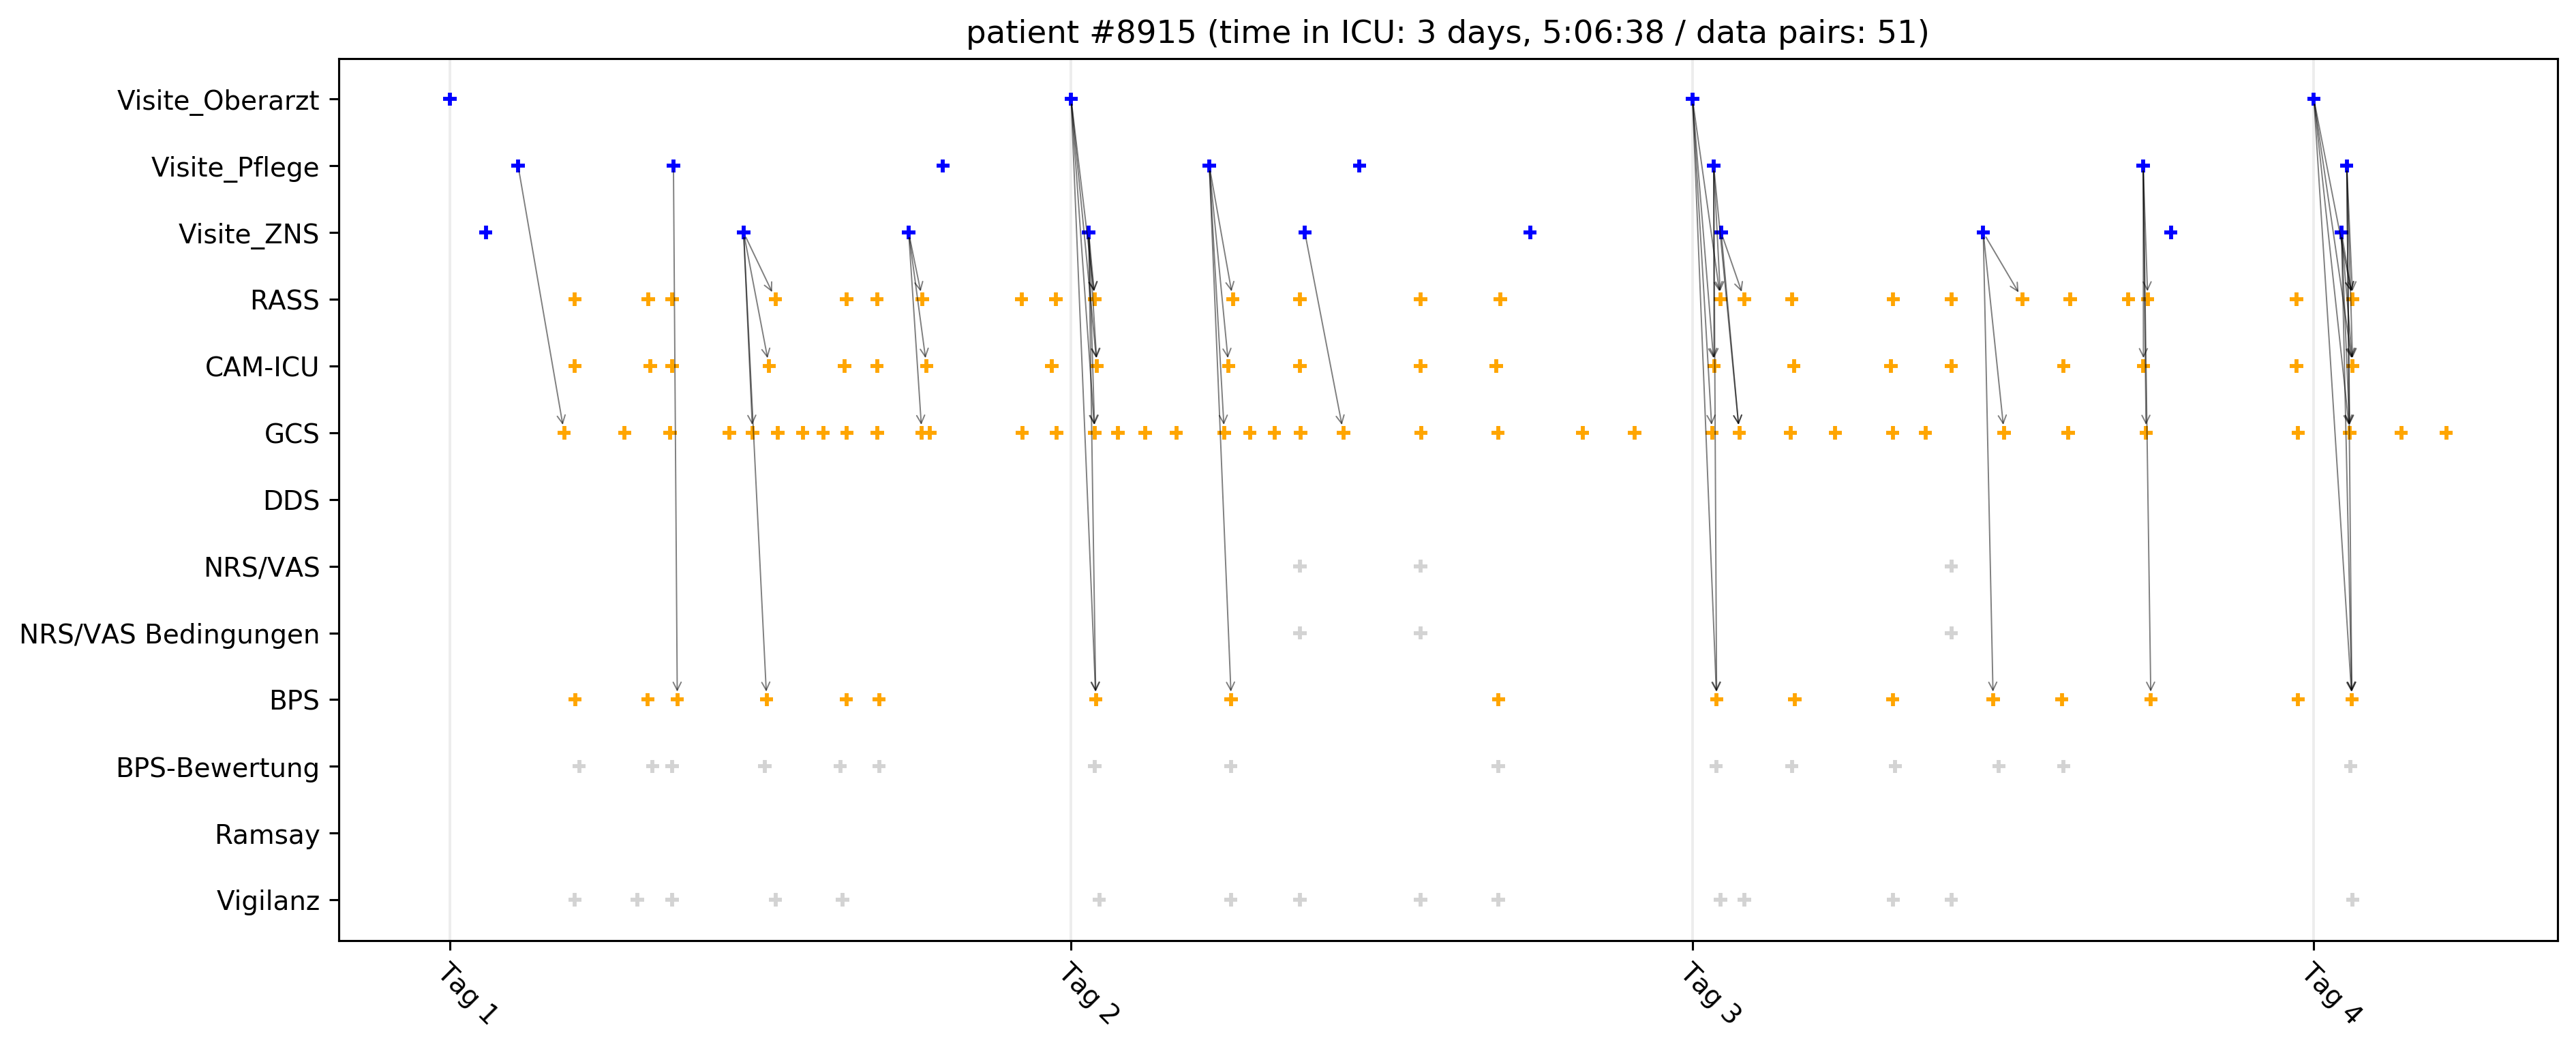 patient #8915 (time in ICU: 3 days, 5:06:38 / data pairs: 51)
Visite_Oberarzt
Visite_Pflege
Visite_ZNS
RASS
CAM-ICU
GCS
DDS
NRS/VAS
NRS/VAS Bedingungen
BPS
BPS-Bewertung
Ramsay
Vigilanz
Tag 1
Tag 2
Tag 3
Tag 4